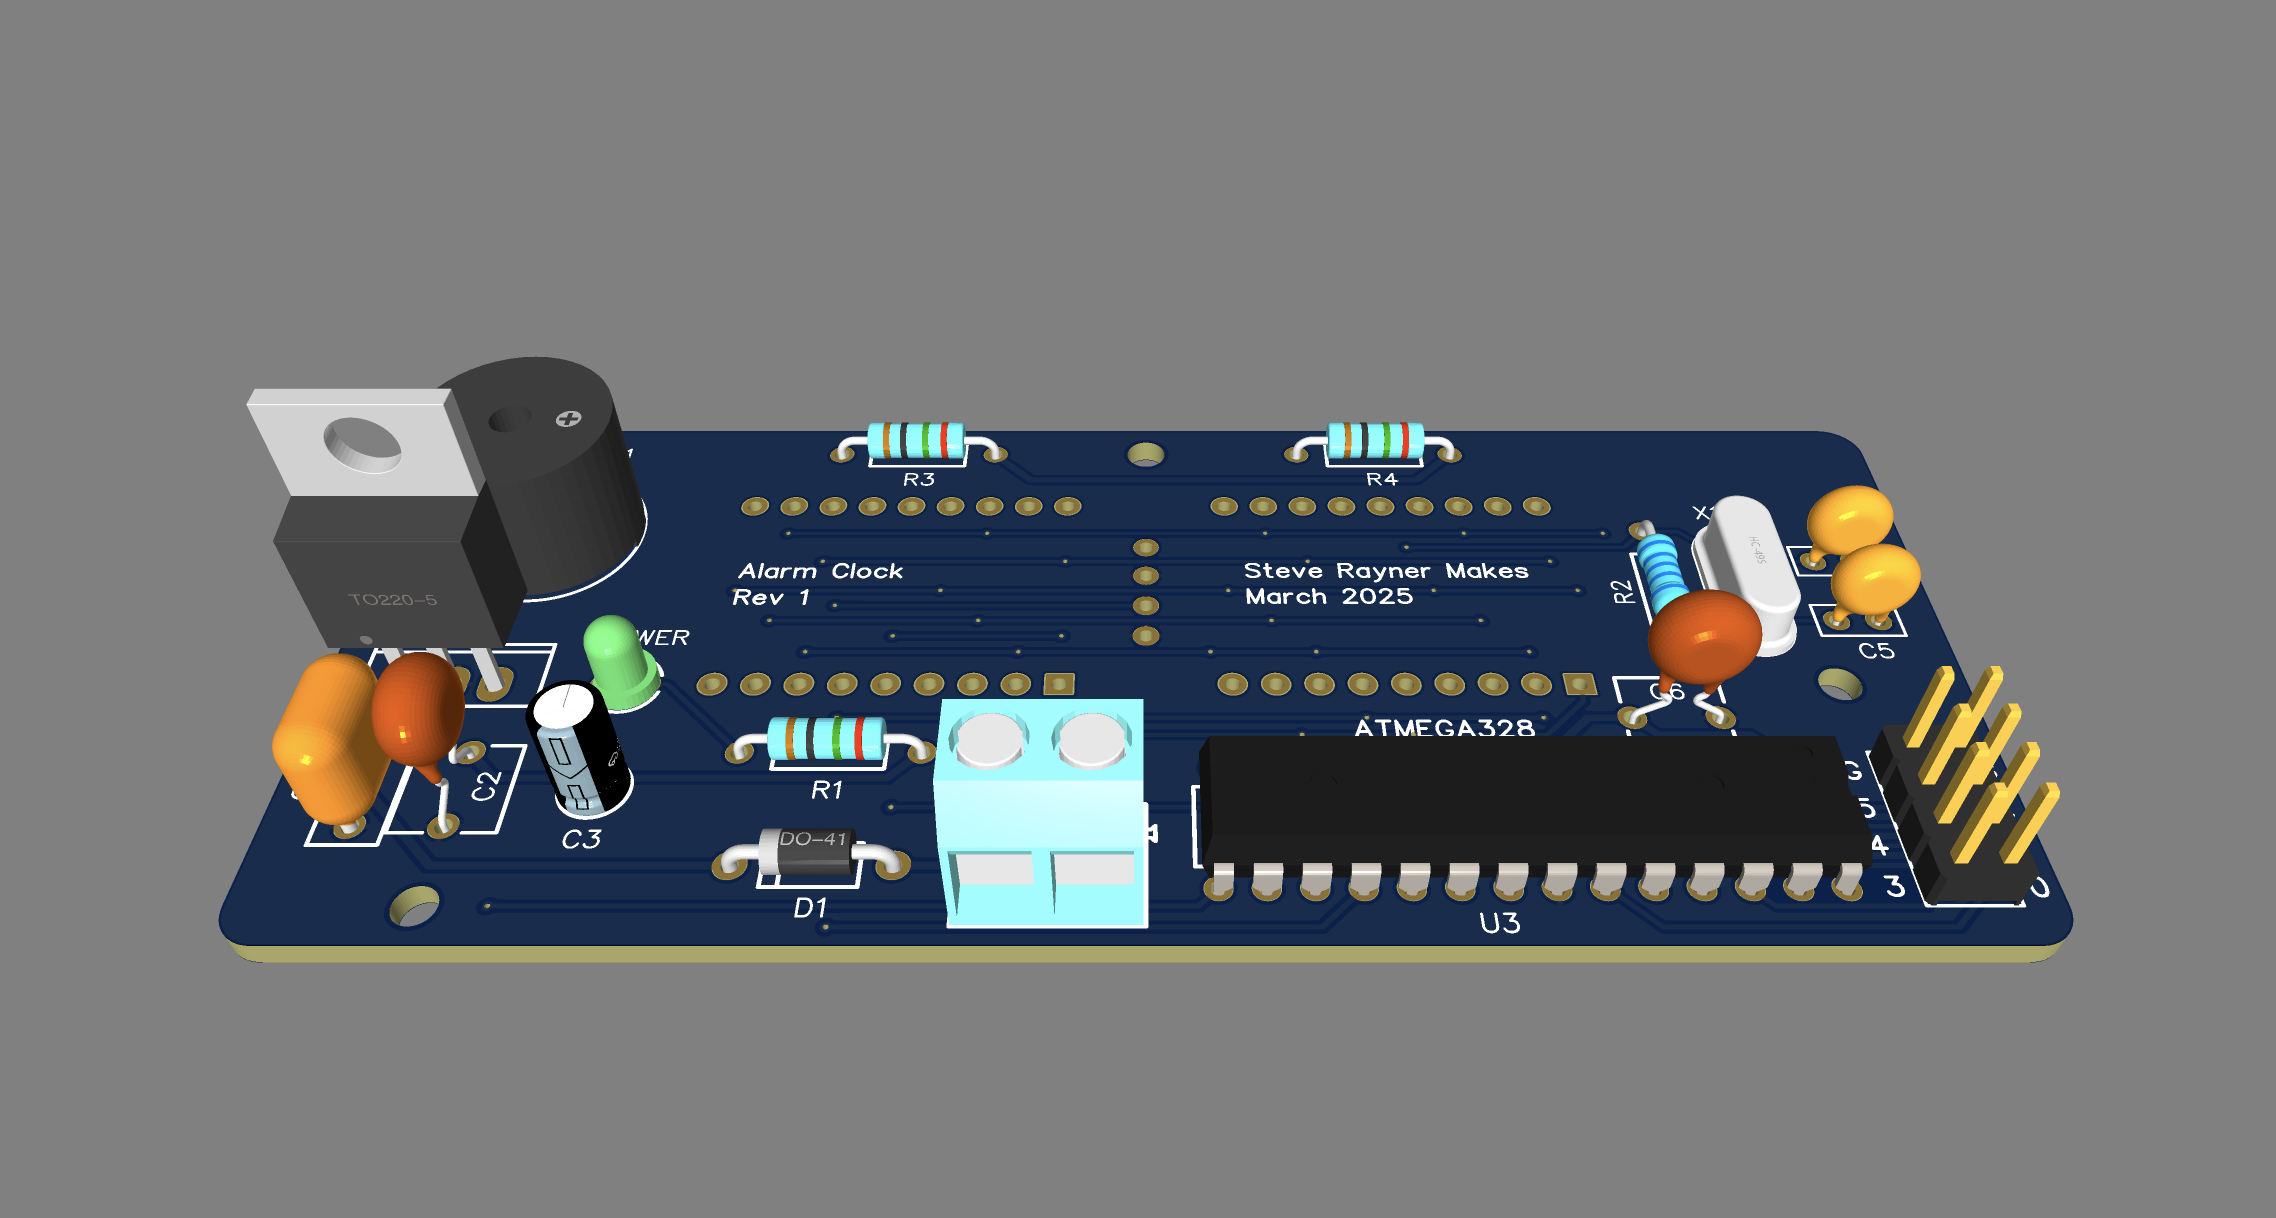 R3
R4
Alarm Clock
Rev 1
Steve Rayner Makes
March 2025
TO220-5
WER
R2
HC-49S
C5
C6
ATMEGA328
C2
R1
C3
DO-41
D1
G
5
4
3
0
U3